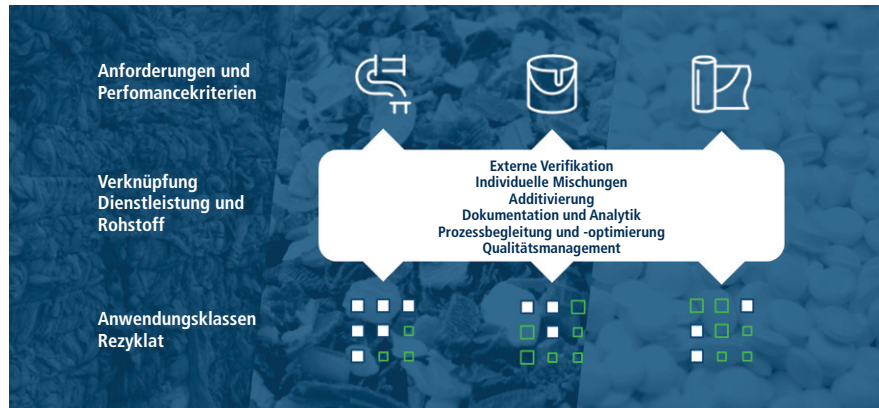 Anforderungen und
Perfomancekriterien
Verknüpfung
Dienstleistung und
Rohstoff
Externe Verifikation
Individuelle Mischungen
Additivierung
Dokumentation und Analytik
Prozessbegleitung und -optimierung
Qualitätsmanagement
Anwendungsklassen
Rezyklat